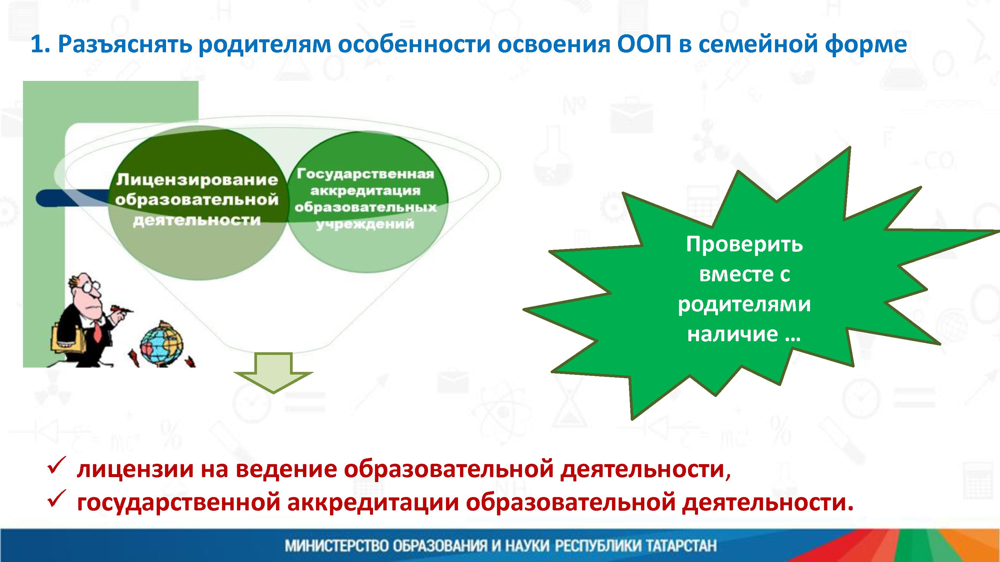 1. Разъяснять родителям особенности освоения ООП в семейной форме
Лицензирование
образовательной
деятельности
Государственная
аккредитация
образовательных
учреждений
Проверить
вместе с
родителями
наличие ...
✓ лицензии на ведение образовательной деятельности,
✓ государственной аккредитации образовательной деятельности.
МИНИСТЕРСТВО ОБРАЗОВАНИЯ И НАУКИ РЕСПУБЛИКИ ТАТАРСТАН